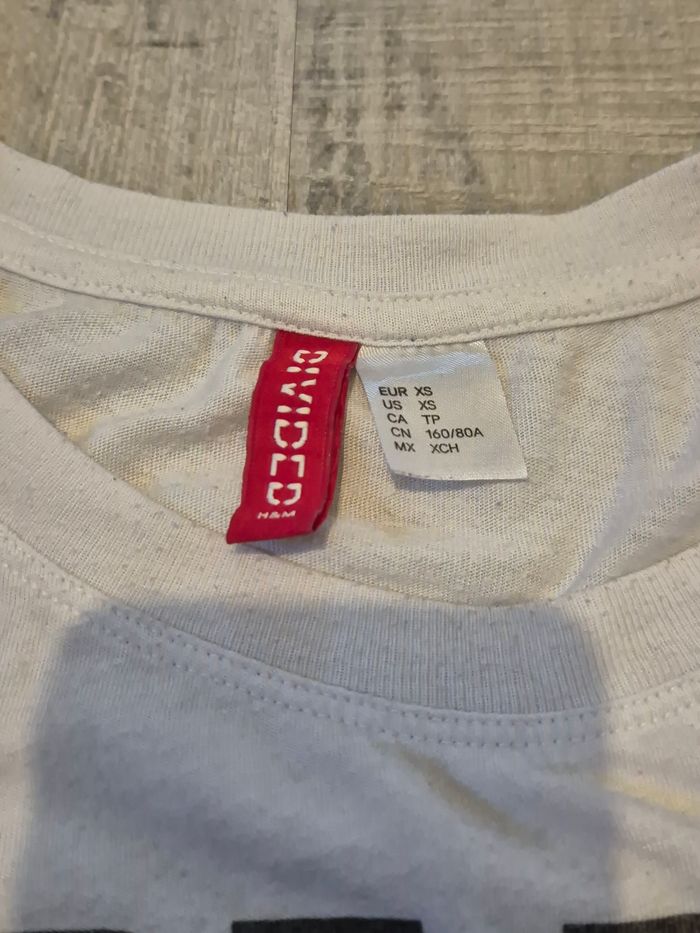 DIVIDED
H&M
EUR XS
US XS
CA TP
CN 160/80A
MX XCH